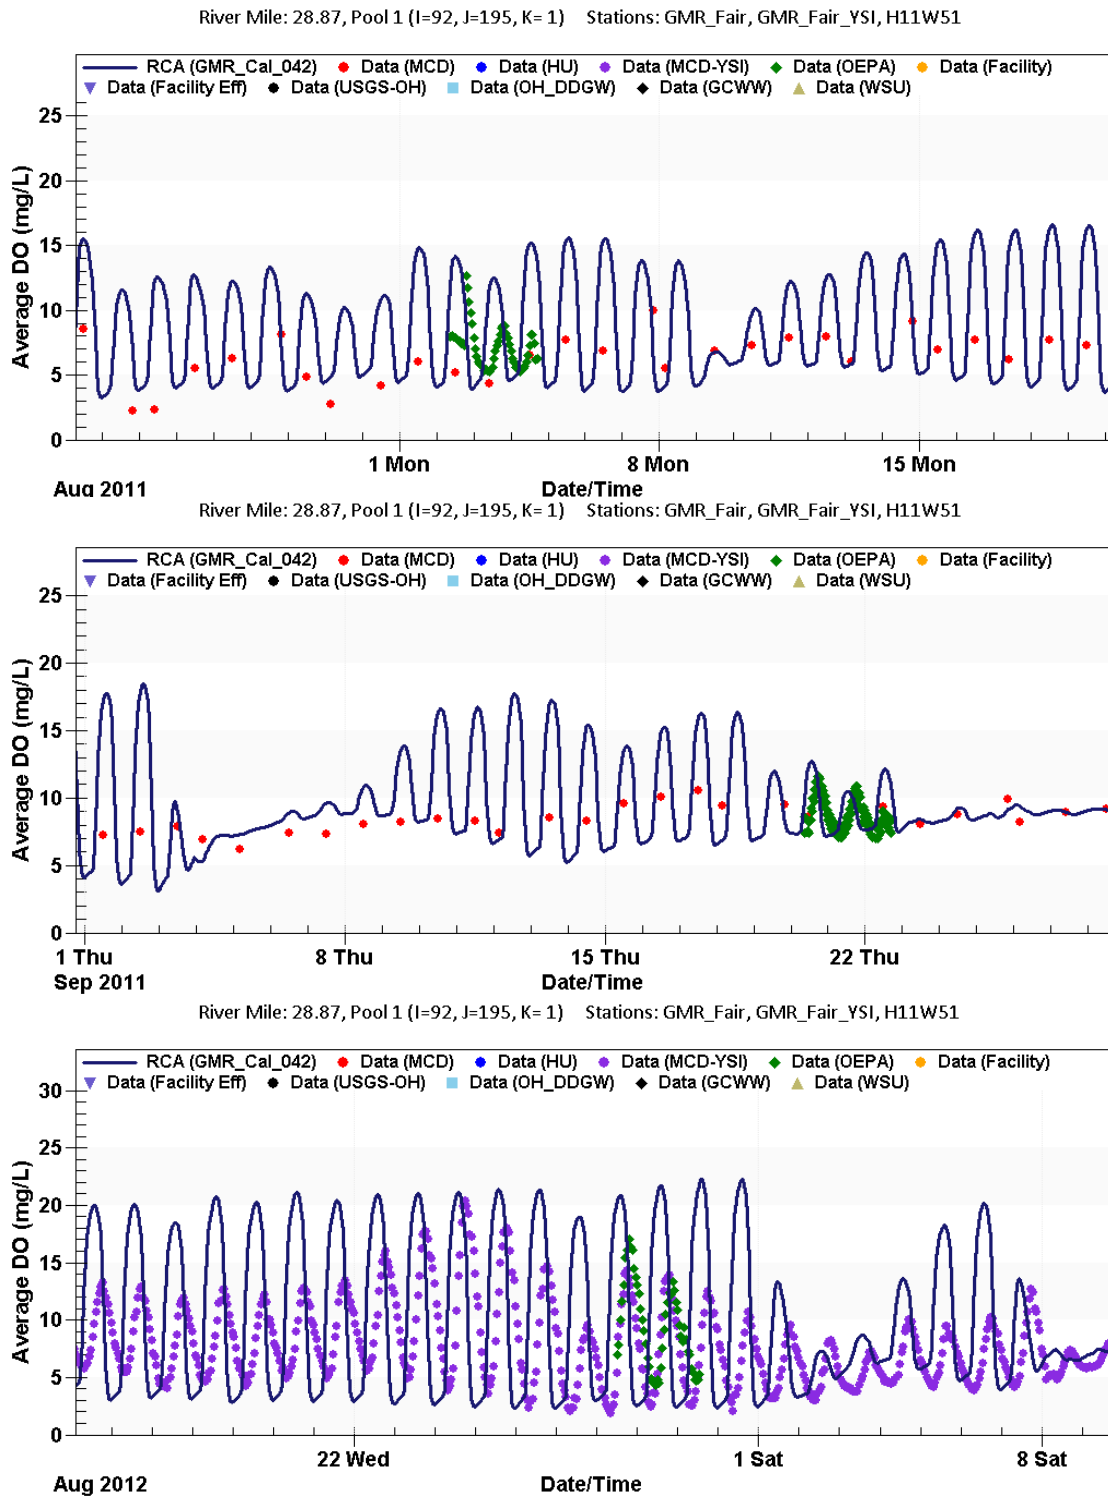 River Mile: 28.87, Pool 1 (I=92, J=195, K= 1) Stations: GMR_Fair, GMR_Fair_YSI, H11W51
RCA (GMR_Cal_042) Data (MCD) Data (HU) Data (MCD-YSI) Data (OEPA) Data (Facility)
Data (Facility Eff) Data (USGS-OH) Data (OH_DDGW) Data (GCWW) Data (WSU)
25
20
15
10
5
0
Average DO (mg/L)
1 Mon 8 Mon 15 Mon
Aug 2011 Date/Time
River Mile: 28.87, Pool 1 (I=92, J=195, K= 1) Stations: GMR_Fair, GMR_Fair_YSI, H11W51
RCA (GMR_Cal_042) Data (MCD) Data (HU) Data (MCD-YSI) Data (OEPA) Data (Facility)
Data (Facility Eff) Data (USGS-OH) Data (OH_DDGW) Data (GCWW) Data (WSU)
25
20
15
10
5
0
Average DO (mg/L)
1 Thu 8 Thu 15 Thu 22 Thu
Sep 2011 Date/Time
River Mile: 28.87, Pool 1 (I=92, J=195, K= 1) Stations: GMR_Fair, GMR_Fair_YSI, H11W51
RCA (GMR_Cal_042) Data (MCD) Data (HU) Data (MCD-YSI) Data (OEPA) Data (Facility)
Data (Facility Eff) Data (USGS-OH) Data (OH_DDGW) Data (GCWW) Data (WSU)
30
25
20
15
10
5
0
Average DO (mg/L)
22 Wed 1 Sat 8 Sat
Aug 2012 Date/Time